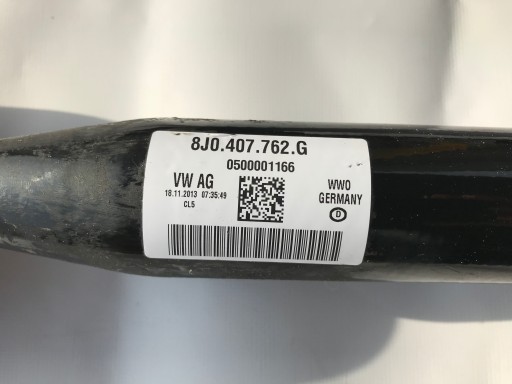 8J0.407.762.G
0500001166
VW AG
18.11.2013 07:35:49
CL5
WWO
GERMANY
D